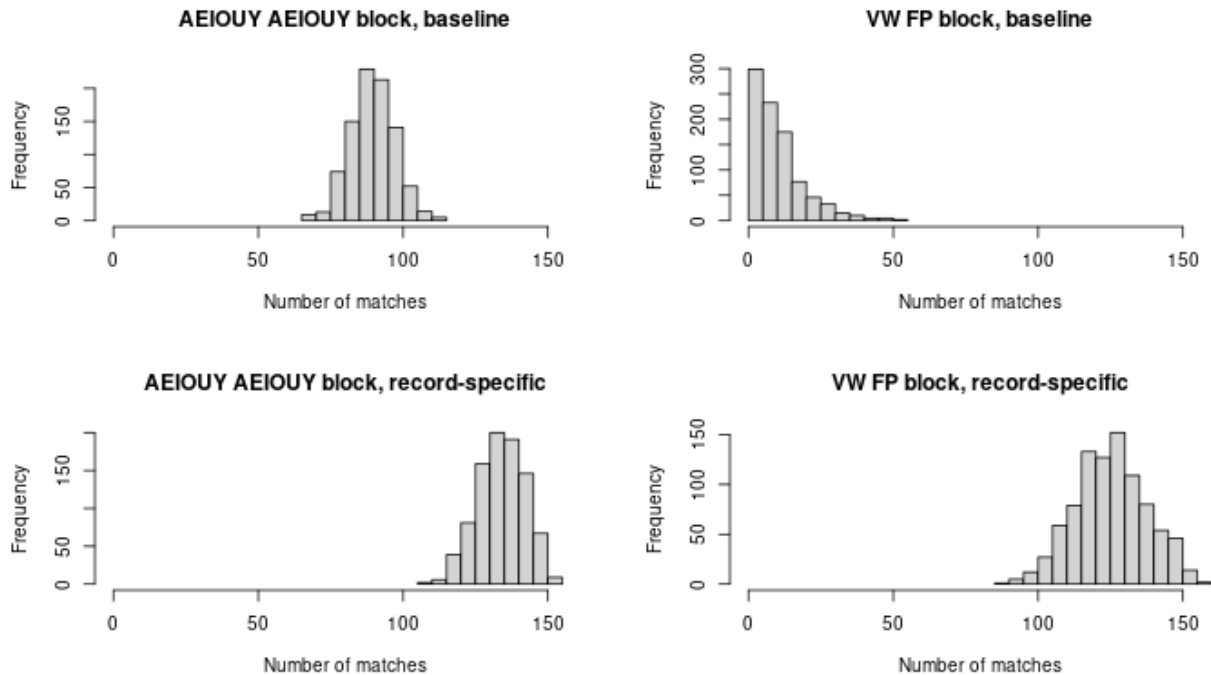 AEIOUY AEIOUY block, baseline
Frequency
0 50 150
0 50 100 150
Number of matches
VW FP block, baseline
Frequency
0 100 200 300
0 50 100 150
Number of matches
AEIOUY AEIOUY block, record-specific
Frequency
0 50 150
0 50 100 150
Number of matches
VW FP block, record-specific
Frequency
0 50 100 150
0 50 100 150
Number of matches